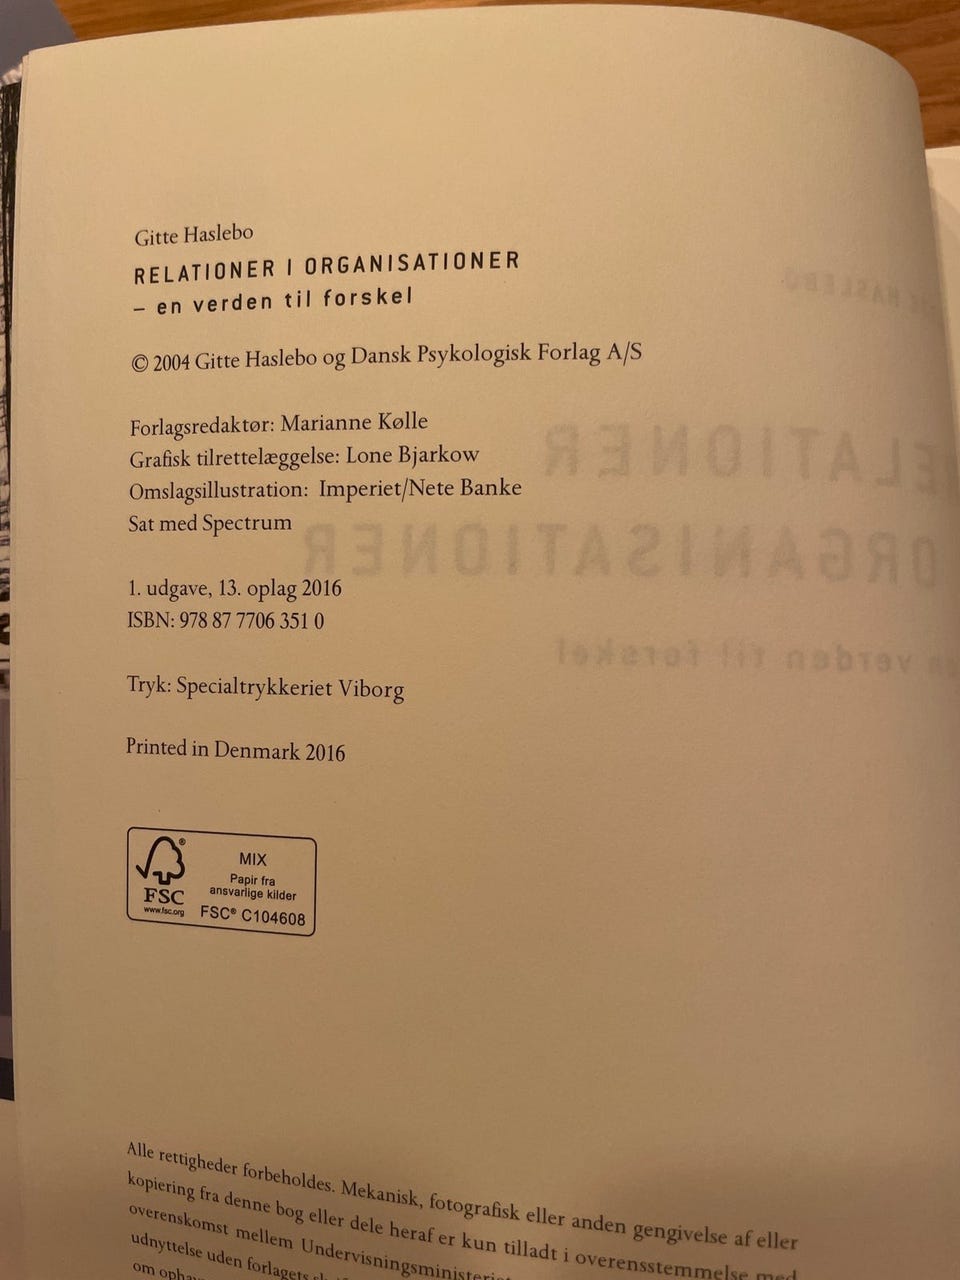 Gitte Haslebo
RELATIONER I ORGANISATIONER
– en verden til forskel
© 2004 Gitte Haslebo og Dansk Psykologisk Forlag A/S
Forlagsredaktør: Marianne Kølle
Grafisk tilrettelæggelse: Lone Bjarkow
Omslagsillustration: Imperiet/Nete Banke
Sat med Spectrum
1. udgave, 13. oplag 2016
ISBN: 978 87 7706 351 0
Tryk: Specialtrykkeriet Viborg
Printed in Denmark 2016
MIX
Papir fra
ansvarlige kilder
FSC® C104608
FSC
www.fsc.org
Alle rettigheder forbeholdes. Mekanisk, fotografisk eller anden gengivelse af eller
kopiering fra denne bog eller dele heraf er kun tilladt i overensstemmelse med
overenskomst mellem
udnyttelse uden forlagets
om